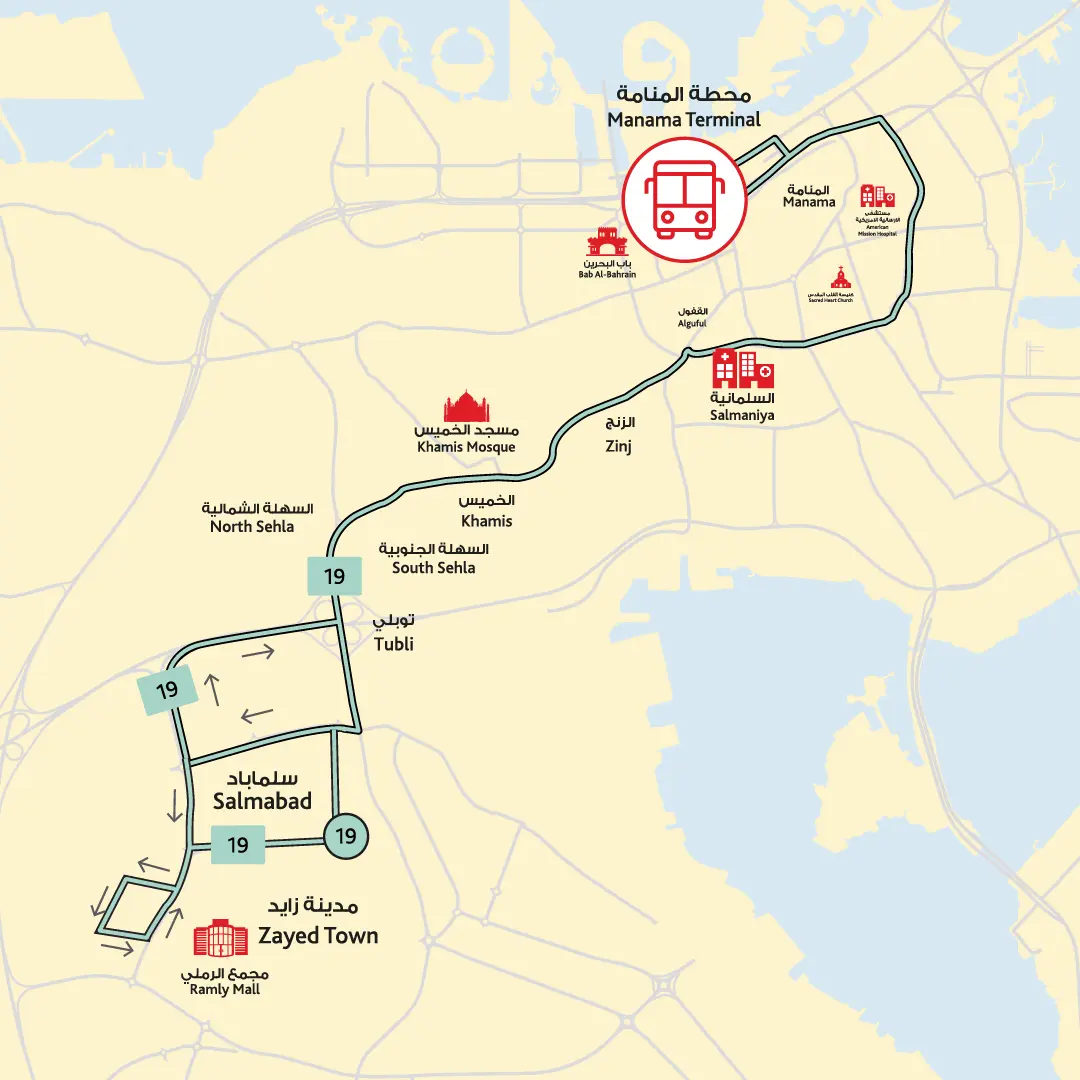 محطة المنامة
Manama Terminal
المنامة
Manama
مستشفى
الإرسالية الأمريكية
American
Mission Hospital
باب البحرين
Bab Al-Bahrain
كنيسة القلب المقدس
Sacred Heart Church
القفول
Alguful
السلمانية
Salmaniya
الزنج
Zinj
مسجد الخميس
Khamis Mosque
الخميس
Khamis
السهلة الشمالية
North Sehla
السهلة الجنوبية
South Sehla
19
توبلي
Tubli
19
سلماباد
Salmabad
19
19
مدينة زايد
Zayed Town
مجمع الرملي
Ramly Mall